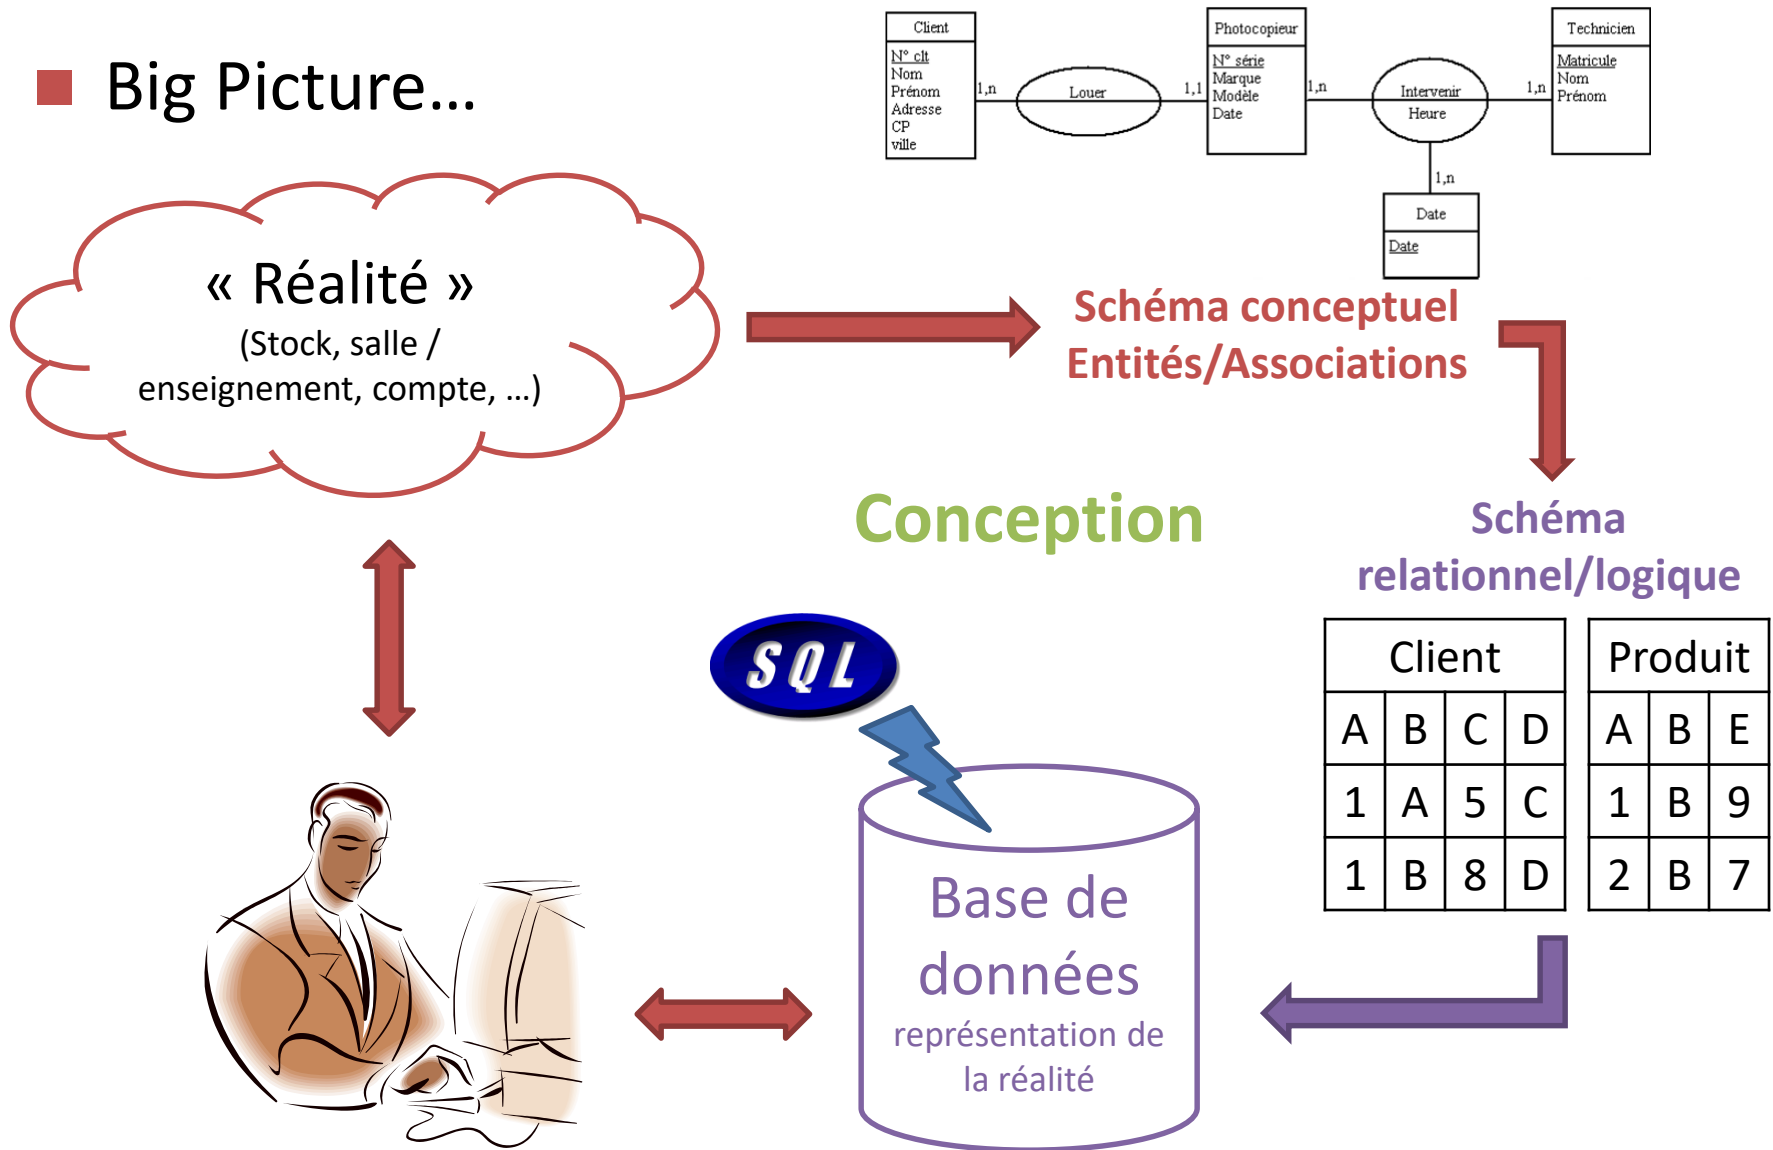 Big Picture…
Client
N° clt
Nom
Prénom
Adresse
CP
ville
1,n
Louer
1,1
Photocopieur
N° série
Marque
Modèle
Date
1,n
Intervenir
Heure
1,n
Technicien
Matricule
Nom
Prénom
1,n
Date
Date
« Réalité »
(Stock, salle /
enseignement, compte, …)
Schéma conceptuel
Entités/Associations
Conception
Schéma
relationnel/logique
Client
A B C D
1 A 5 C
1 B 8 D
Produit
A B E
1 B 9
2 B 7
SQL
Base de
données
représentation de
la réalité